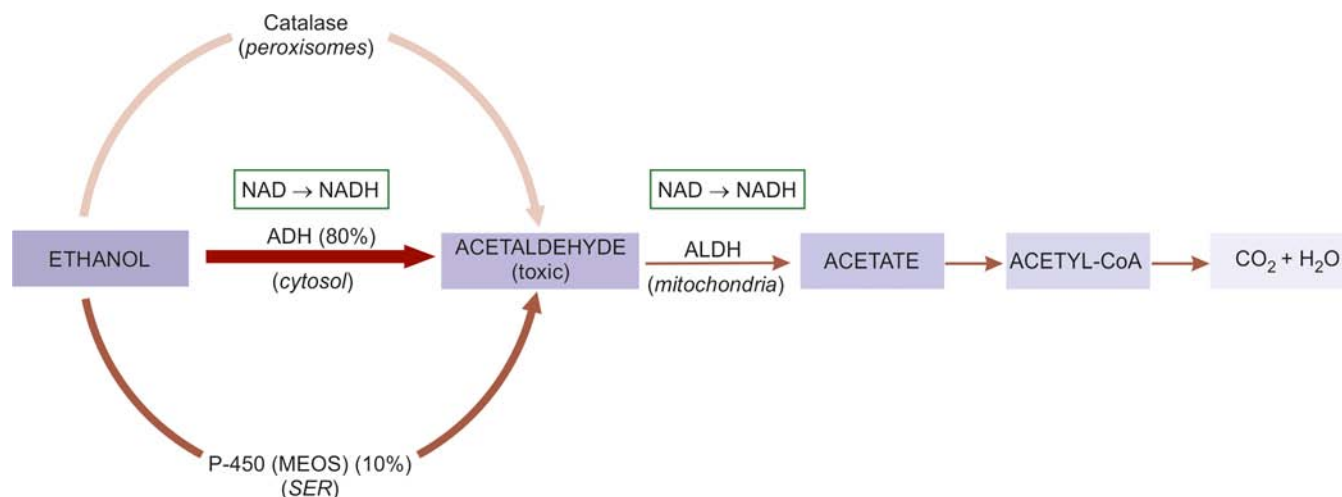 Catalase
(peroxisomes)
NAD → NADH
NAD → NADH
ETHANOL
ADH (80%)
(cytosol)
ACETALDEHYDE
(toxic)
ALDH
(mitochondria)
ACETATE
ACETYL-CoA
CO₂ + H₂O
P-450 (MEOS) (10%)
(SER)